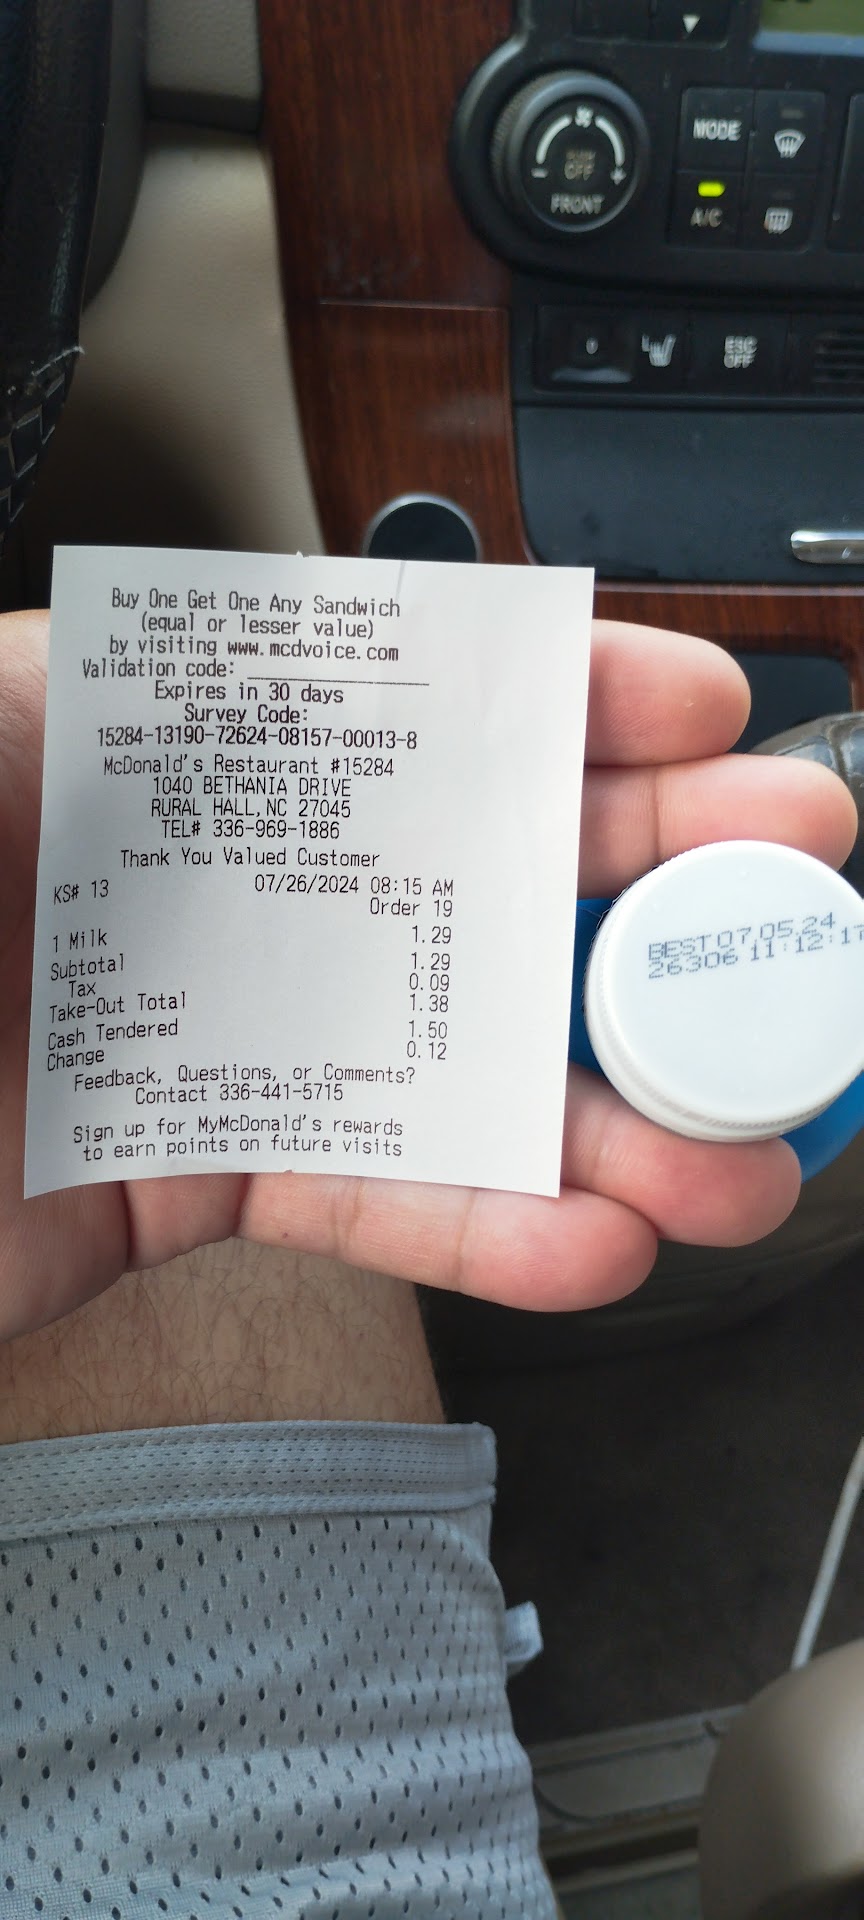 MODE
OFF
FRONT
A/C
ESC
OFF
Buy One Get One Any Sandwich
(equal or lesser value)
by visiting www.mcdvoice.com
Validation code: ____________
Expires in 30 days
Survey Code:
15284-13190-72624-08157-00013-8
McDonald's Restaurant #15284
1040 BETHANIA DRIVE
RURAL HALL,NC 27045
TEL# 336-969-1886
Thank You Valued Customer
KS# 13 07/26/2024 08:15 AM
Order 19
1 Milk 1.29
Subtotal 1.29
Tax 0.09
Take-Out Total 1.38
Cash Tendered 1.50
Change 0.12
Feedback, Questions, or Comments?
Contact 336-441-5715
Sign up for MyMcDonald's rewards
to earn points on future visits
BEST 07.05.24
26306 11:12:17